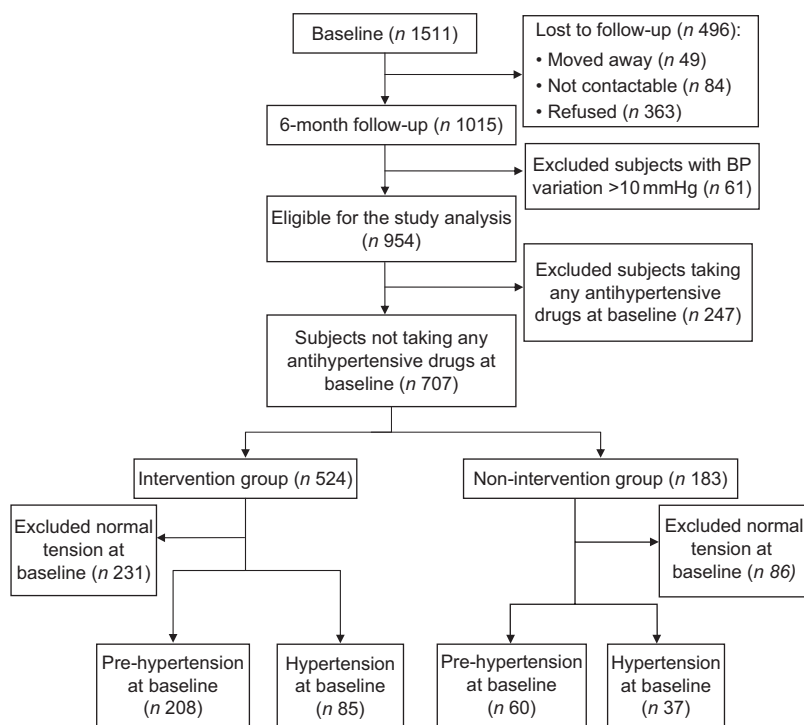 Baseline (n 1511)
Lost to follow-up (n 496):
• Moved away (n 49)
• Not contactable (n 84)
• Refused (n 363)
6-month follow-up (n 1015)
Excluded subjects with BP
variation >10 mmHg (n 61)
Eligible for the study analysis
(n 954)
Excluded subjects taking
any antihypertensive
drugs at baseline (n 247)
Subjects not taking any
antihypertensive drugs at
baseline (n 707)
Intervention group (n 524)
Non-intervention group (n 183)
Excluded normal
tension at
baseline (n 231)
Excluded normal
tension at
baseline (n 86)
Pre-hypertension
at baseline
(n 208)
Hypertension
at baseline
(n 85)
Pre-hypertension
at baseline
(n 60)
Hypertension
at baseline
(n 37)